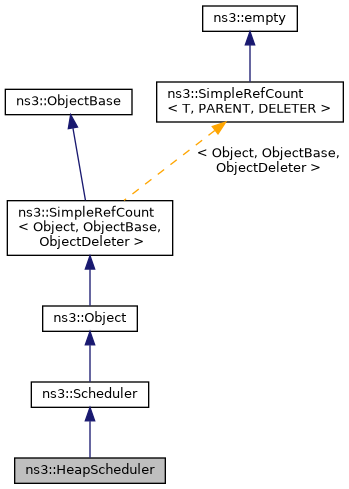 ns3::empty
ns3::ObjectBase
ns3::SimpleRefCount
< T, PARENT, DELETER >
< Object, ObjectBase,
ObjectDeleter >
ns3::SimpleRefCount
< Object, ObjectBase,
ObjectDeleter >
ns3::Object
ns3::Scheduler
ns3::HeapScheduler